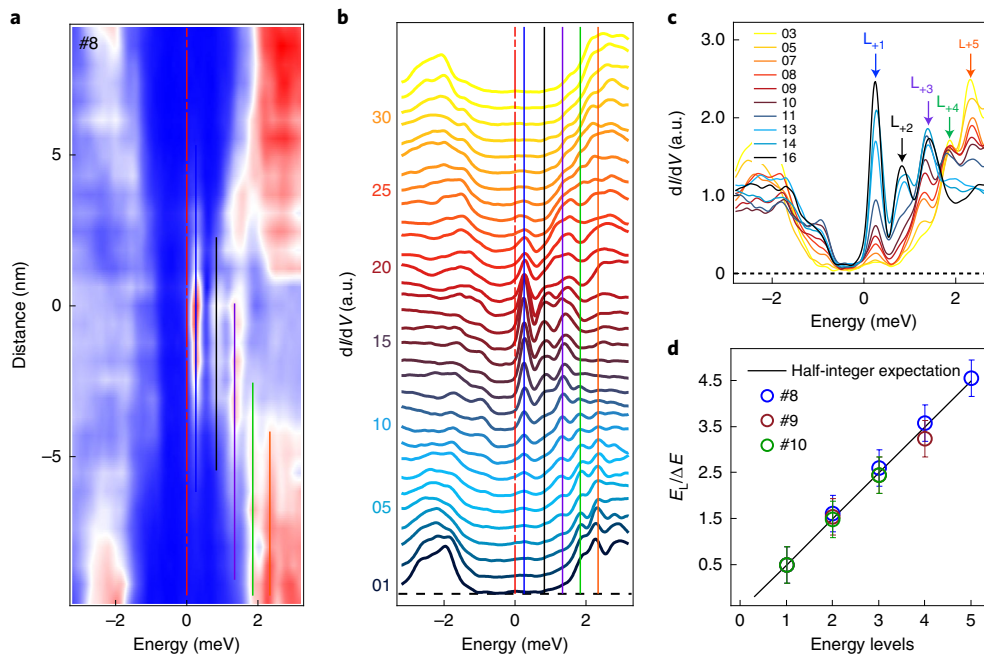 a
#8
5
0
−5
Distance (nm)
−2
0
2
Energy (meV)
b
30
25
20
15
10
05
01
dI/dV (a.u.)
−2
0
2
Energy (meV)
c
3.0
2.0
1.0
0
dI/dV (a.u.)
03
05
07
08
09
10
11
13
14
16
L+1
L+2
L+3
L+4
L+5
−2
0
2
Energy (meV)
d
Half-integer expectation
#8
#9
#10
4.5
3.5
2.5
1.5
0.5
EL/ΔE
0
1
2
3
4
5
Energy levels